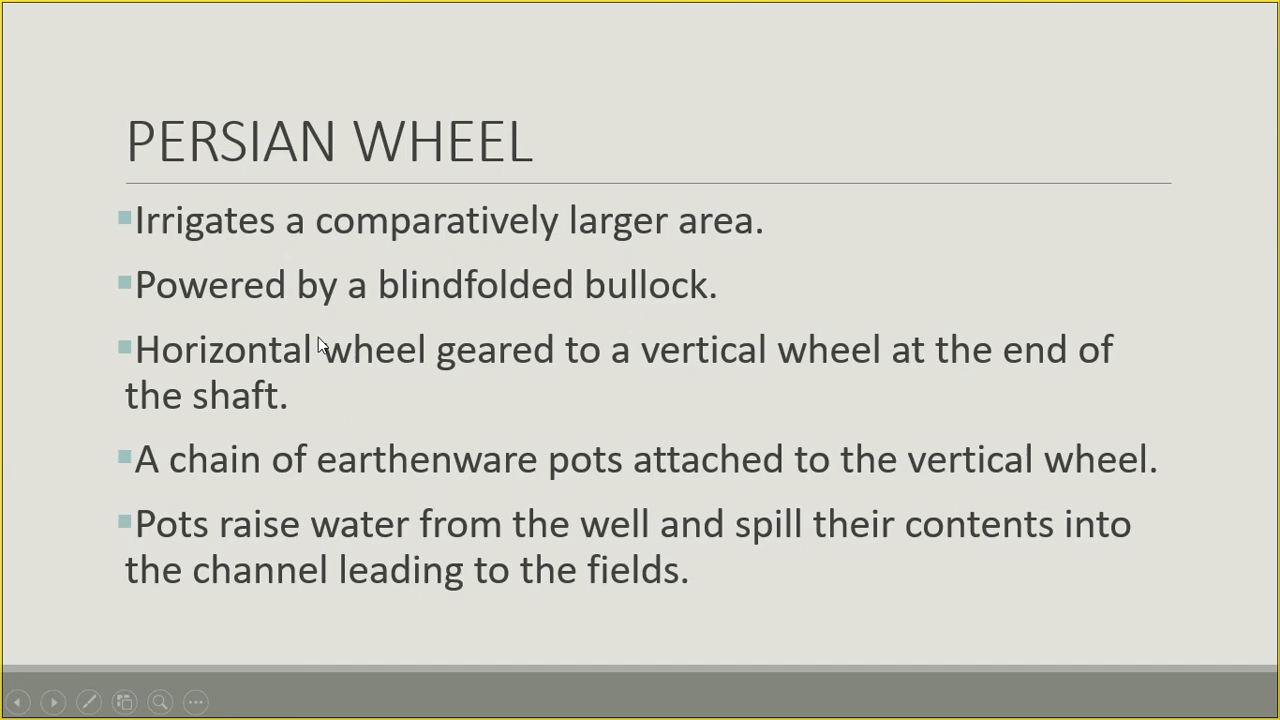 PERSIAN WHEEL
Irrigates a comparatively larger area.
Powered by a blindfolded bullock.
Horizontal wheel geared to a vertical wheel at the end of
the shaft.
A chain of earthenware pots attached to the vertical wheel.
Pots raise water from the well and spill their contents into
the channel leading to the fields.